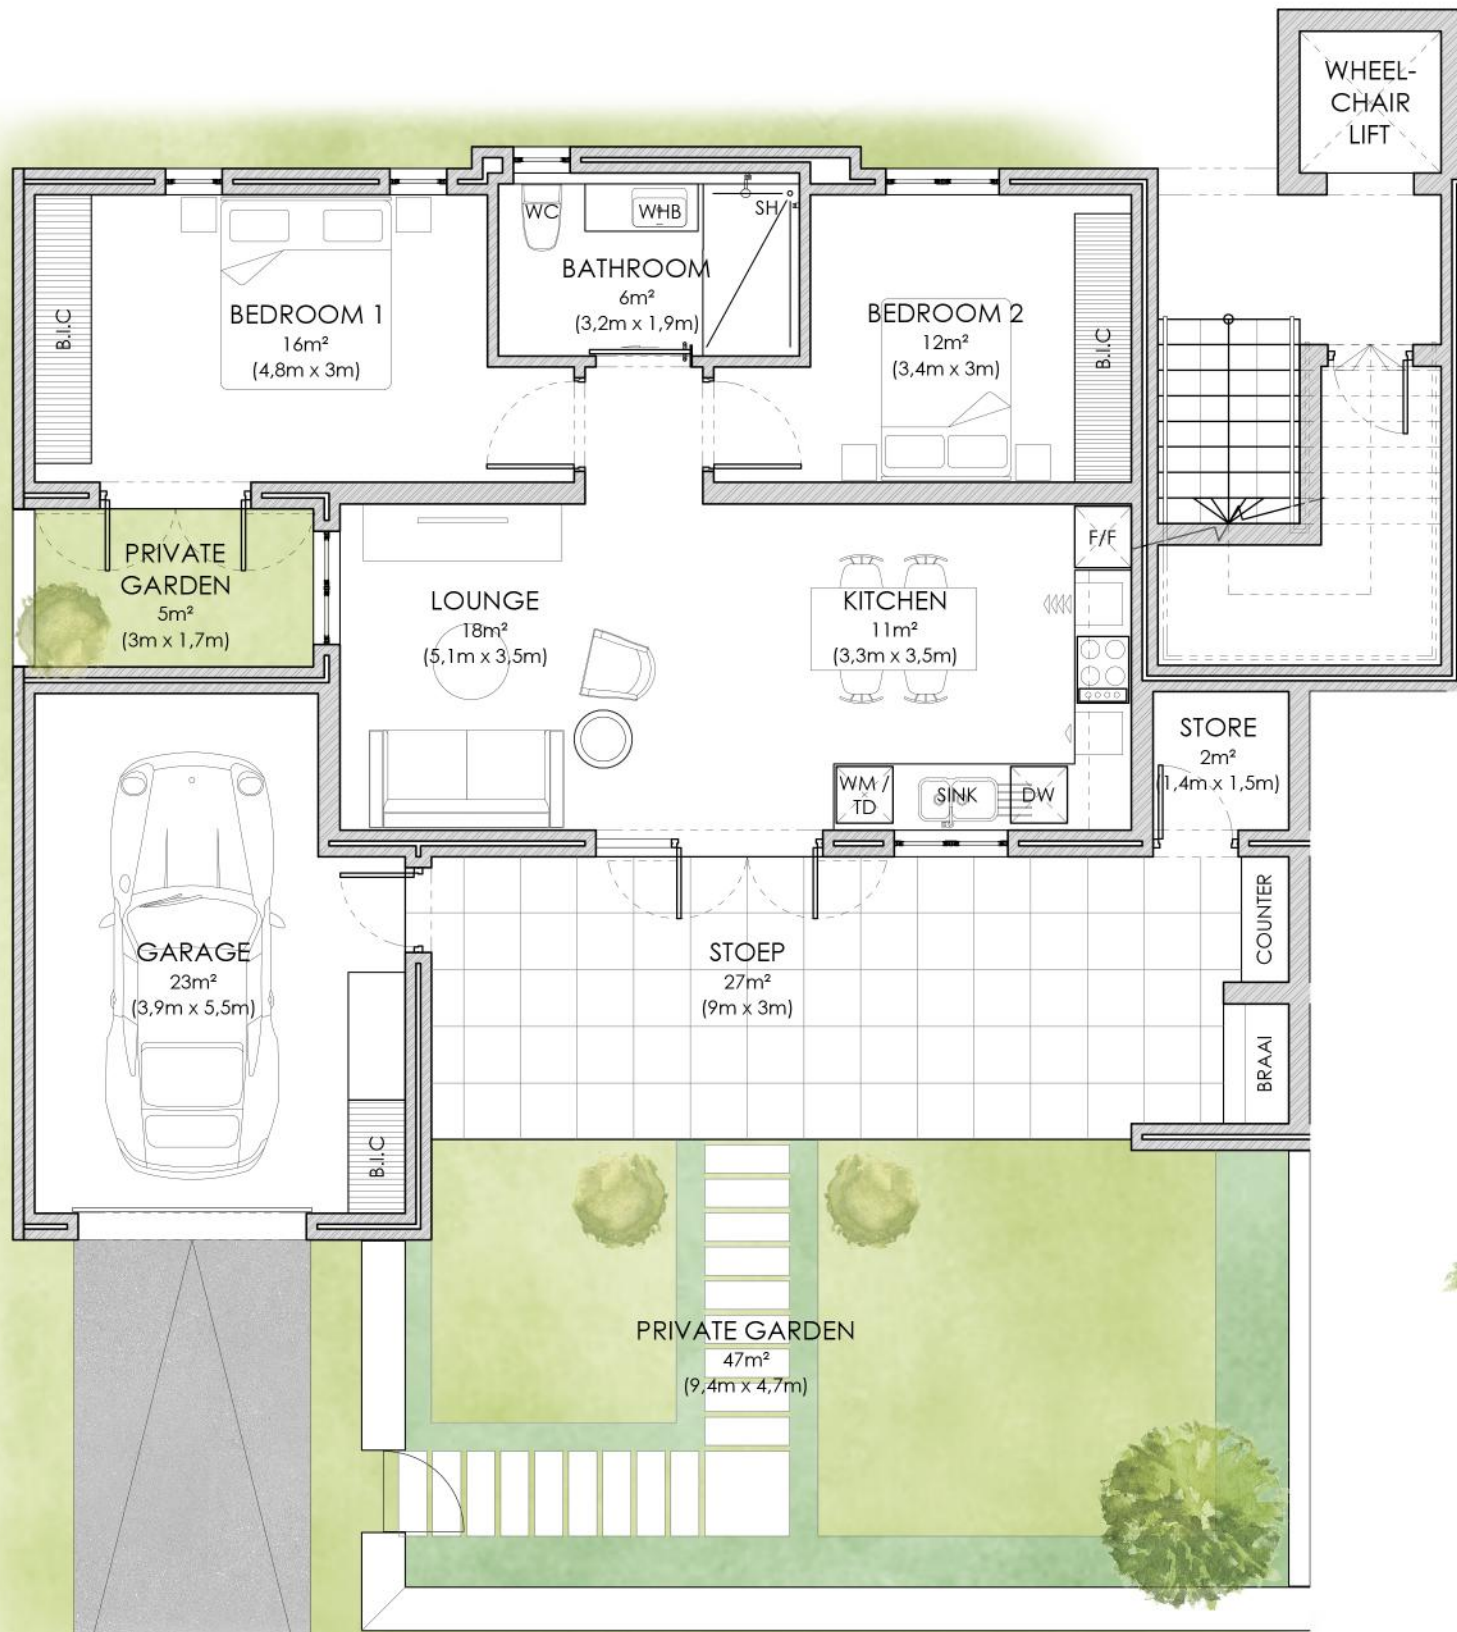 WHEEL-
CHAIR
LIFT
WC
WHB
SH
BATHROOM
6m²
(3,2m x 1,9m)
B.I.C
BEDROOM 1
16m²
(4,8m x 3m)
BEDROOM 2
12m²
(3,4m x 3m)
B.I.C
F/F
PRIVATE
GARDEN
5m²
(3m x 1,7m)
LOUNGE
18m²
(5,1m x 3,5m)
KITCHEN
11m²
(3,3m x 3,5m)
WM /
TD
SINK
DW
STORE
2m²
(1,4m x 1,5m)
GARAGE
23m²
(3,9m x 5,5m)
STOEP
27m²
(9m x 3m)
COUNTER
BRAAI
B.I.C
PRIVATE GARDEN
47m²
(9,4m x 4,7m)